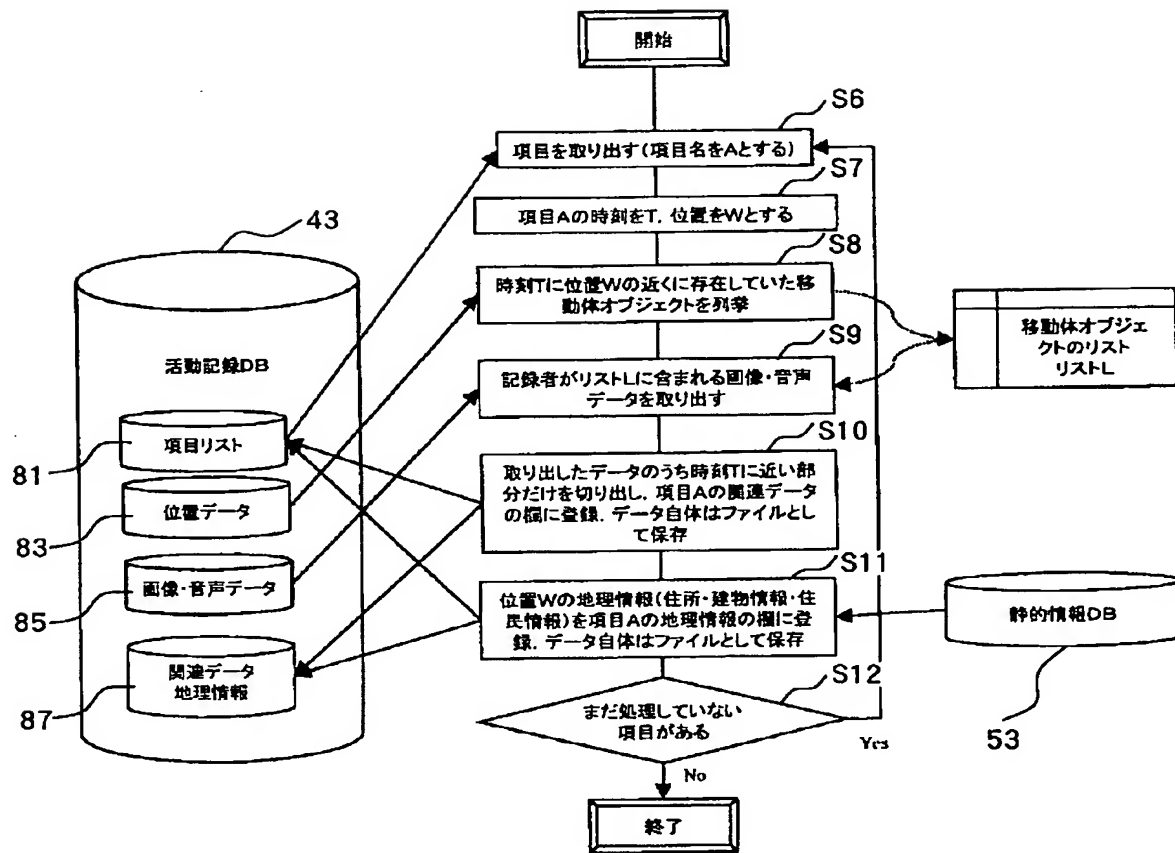 開始
S6
項目を取り出す(項目名をAとする)
S7
項目Aの時刻をT，位置をWとする
S8
時刻Tに位置Wの近くに存在していた移
動体オブジェクトを列挙
移動体オブジェ
クトのリスト
リストL
S9
記録者がリストLに含まれる画像・音声
データを取り出す
S10
取り出したデータのうち時刻Tに近い部
分だけを切り出し，項目Aの関連データ
の欄に登録．データ自体はファイルとし
て保存
S11
位置Wの地理情報(住所・建物情報・住
民情報)を項目Aの地理情報の欄に登
録．データ自体はファイルとして保存
S12
まだ処理していない
項目がある
Yes
No
終了
43
活動記録DB
項目リスト
81
位置データ
83
画像・音声データ
85
関連データ
地理情報
87
静的情報DB
53